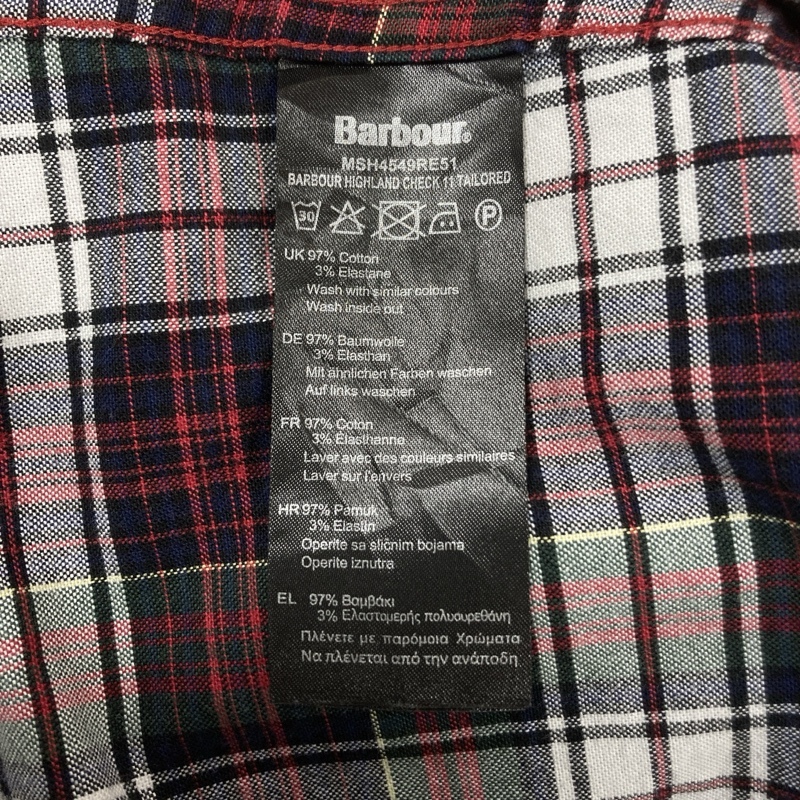 Barbour®
MSH4549RE51
BARBOUR HIGHLAND CHECK 11 TAILORED
30 P
UK 97% Cotton
3% Elastane
Wash with similar colours
Wash inside out
DE 97% Baumwolle
3% Elasthan
Mit ähnlichen Farben waschen
Auf links waschen
FR 97% Coton
3% Elasthanne
Laver avec des couleurs similaires
Laver sur l'envers
HR 97% Pamuk
3% Elastin
Operite sa sličnim bojama
Operite iznutra
EL 97% Βαμβάκι
3% Ελαστομερής πολυουρεθάνη
Πλένετε με παρόμοια Χρώματα
Να πλένεται από την ανάποδη